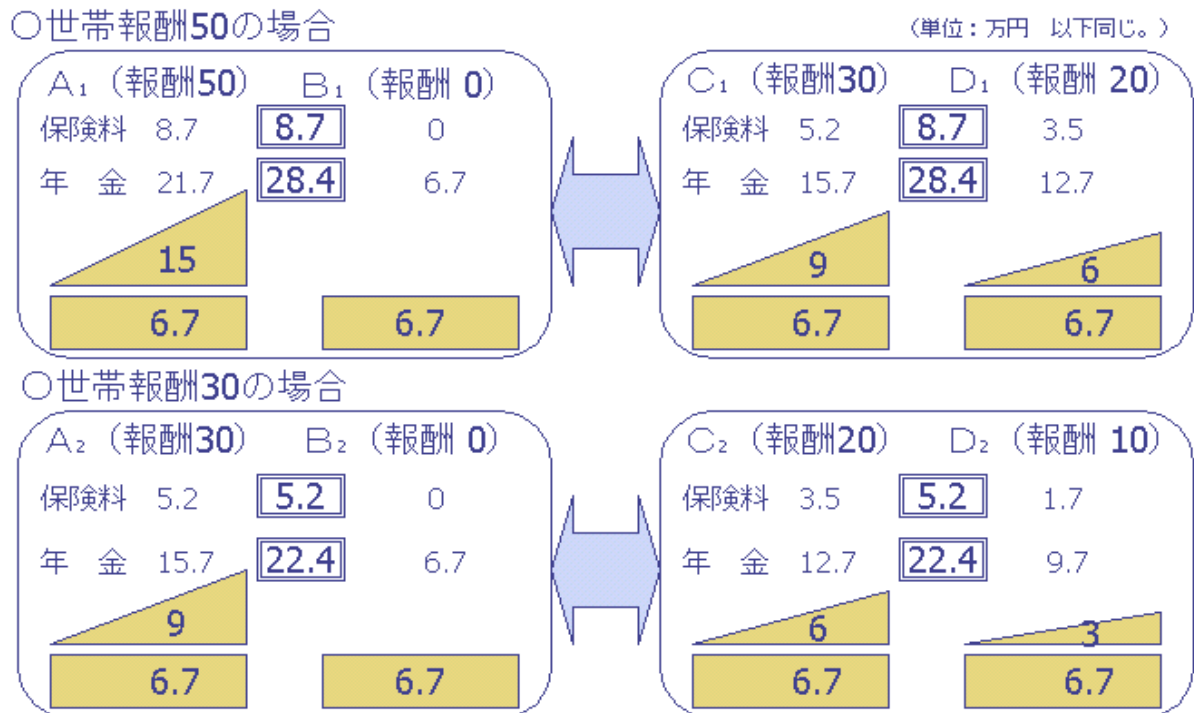 ○世帯報酬50の場合 (単位：万円 以下同じ。)
A₁ (報酬50) B₁ (報酬 0)
保険料 8.7 8.7 0
年 金 21.7 28.4 6.7
15
6.7 6.7
C₁ (報酬30) D₁ (報酬 20)
保険料 5.2 8.7 3.5
年 金 15.7 28.4 12.7
9 6
6.7 6.7
○世帯報酬30の場合
A₂ (報酬30) B₂ (報酬 0)
保険料 5.2 5.2 0
年 金 15.7 22.4 6.7
9
6.7 6.7
C₂ (報酬20) D₂ (報酬 10)
保険料 3.5 5.2 1.7
年 金 12.7 22.4 9.7
6 3
6.7 6.7